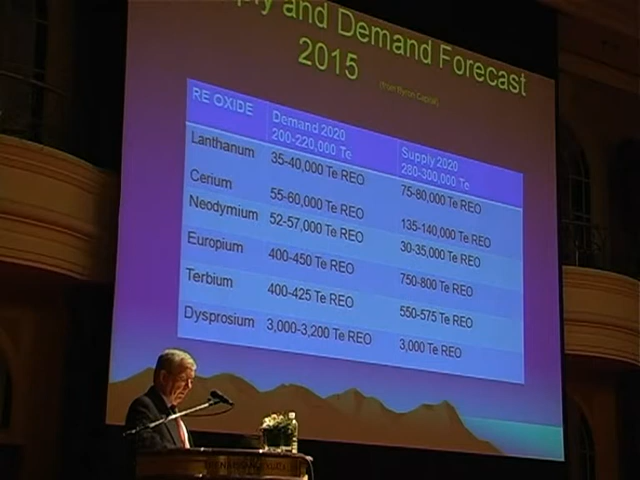 ply and Demand Forecast
2015
(from Byron Capital)
RE OXIDE Demand 2020 200-220,000 Te Supply 2020 280-300,000 Te
Lanthanum 35-40,000 Te REO 75-80,000 Te REO
Cerium 55-60,000 Te REO 135-140,000 Te REO
Neodymium 52-57,000 Te REO 30-35,000 Te REO
Europium 400-450 Te REO 750-800 Te REO
Terbium 400-425 Te REO 550-575 Te REO
Dysprosium 3,000-3,200 Te REO 3,000 Te REO